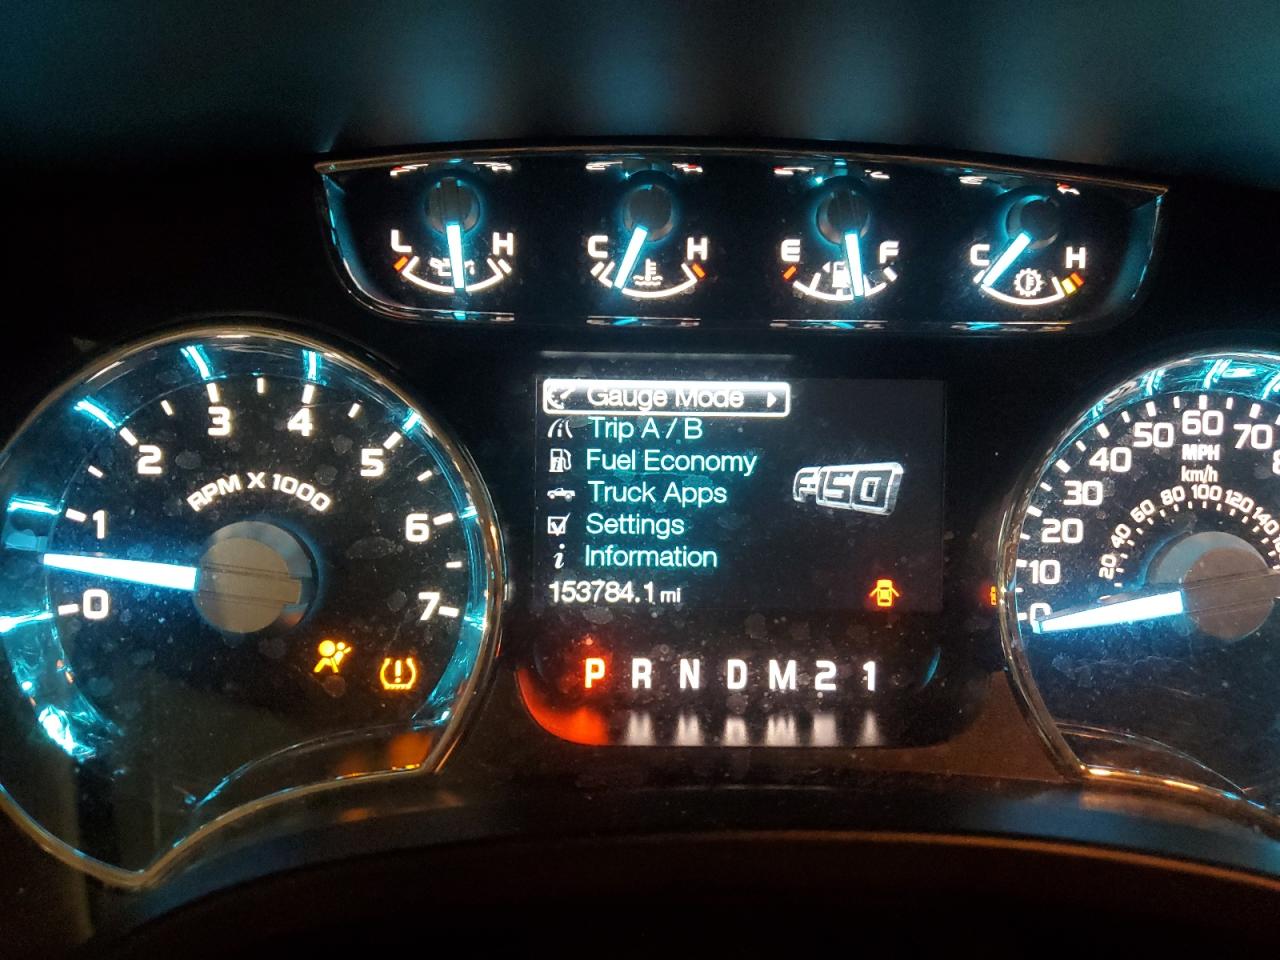 L H C H E F C H
Gauge Mode
Trip A / B
Fuel Economy
Truck Apps
Settings
Information
F150
153784.1 mi
P R N D M 2 1
0 1 2 3 4 5 6 7
RPM X 1000
0 10 20 30 40 50 60 70
MPH
km/h
20 40 60 80 100 120 140